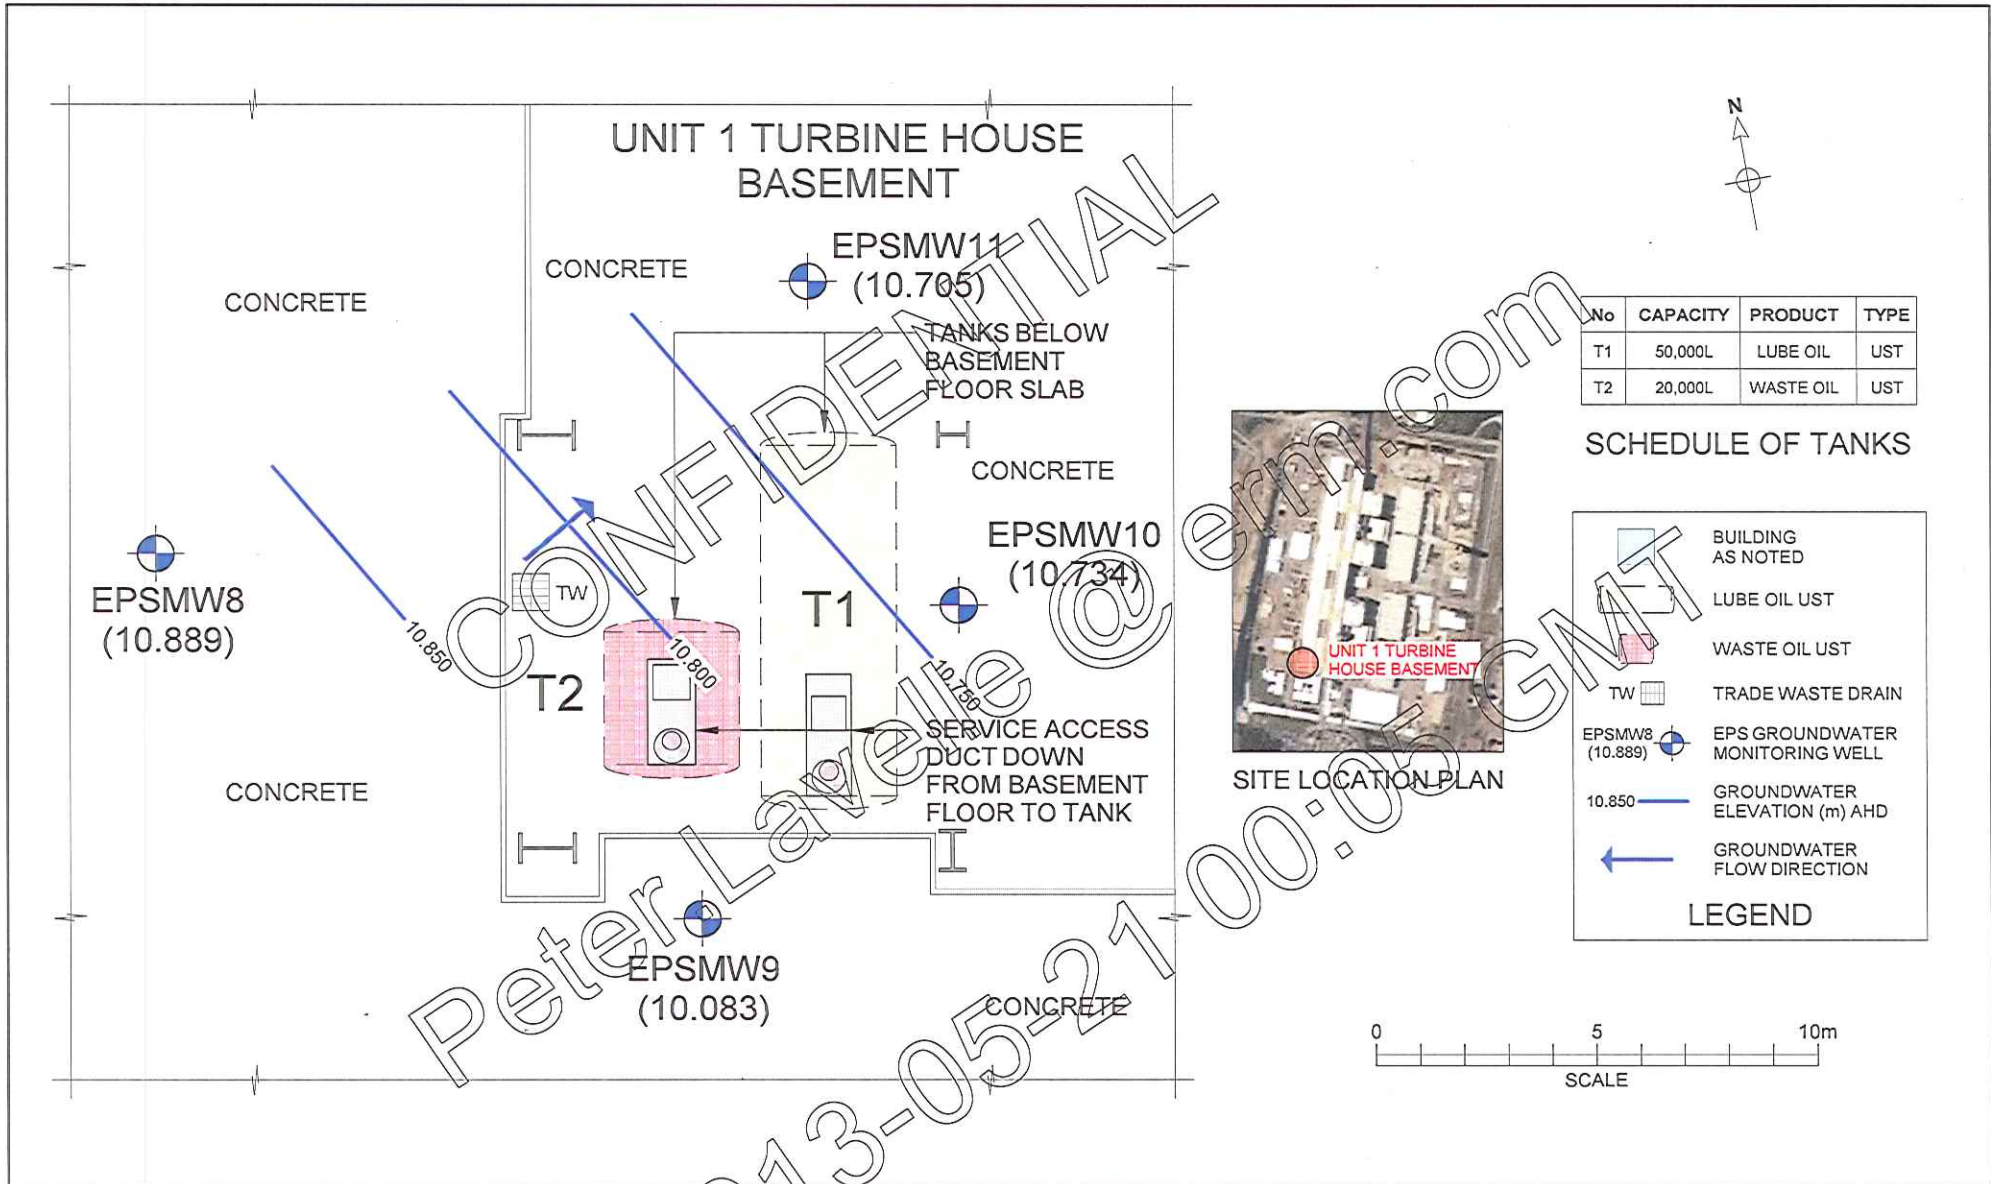 UNIT 1 TURBINE HOUSE
BASEMENT
N
EPSMW11
(10.705)
CONCRETE
CONCRETE
TANKS BELOW
BASEMENT
FLOOR SLAB
CONCRETE
EPSMW10
(10.734)
EPSMW8
(10.889)
TW
T1
T2
10.850
10.800
10.750
SERVICE ACCESS
DUCT DOWN
FROM BASEMENT
FLOOR TO TANK
CONCRETE
EPSMW9
(10.083)
CONCRETE
No CAPACITY PRODUCT TYPE
T1 50,000L LUBE OIL UST
T2 20,000L WASTE OIL UST
SCHEDULE OF TANKS
UNIT 1 TURBINE
HOUSE BASEMENT
SITE LOCATION PLAN
BUILDING
AS NOTED
LUBE OIL UST
WASTE OIL UST
TW TRADE WASTE DRAIN
EPSMW8
(10.889)
EPS GROUNDWATER
MONITORING WELL
10.850
GROUNDWATER
ELEVATION (m) AHD
GROUNDWATER
FLOW DIRECTION
LEGEND
0 5 10m
SCALE
CONFIDENTIAL
Peter.Lavelle @ erm.com
13-05-21 00:05 GMT